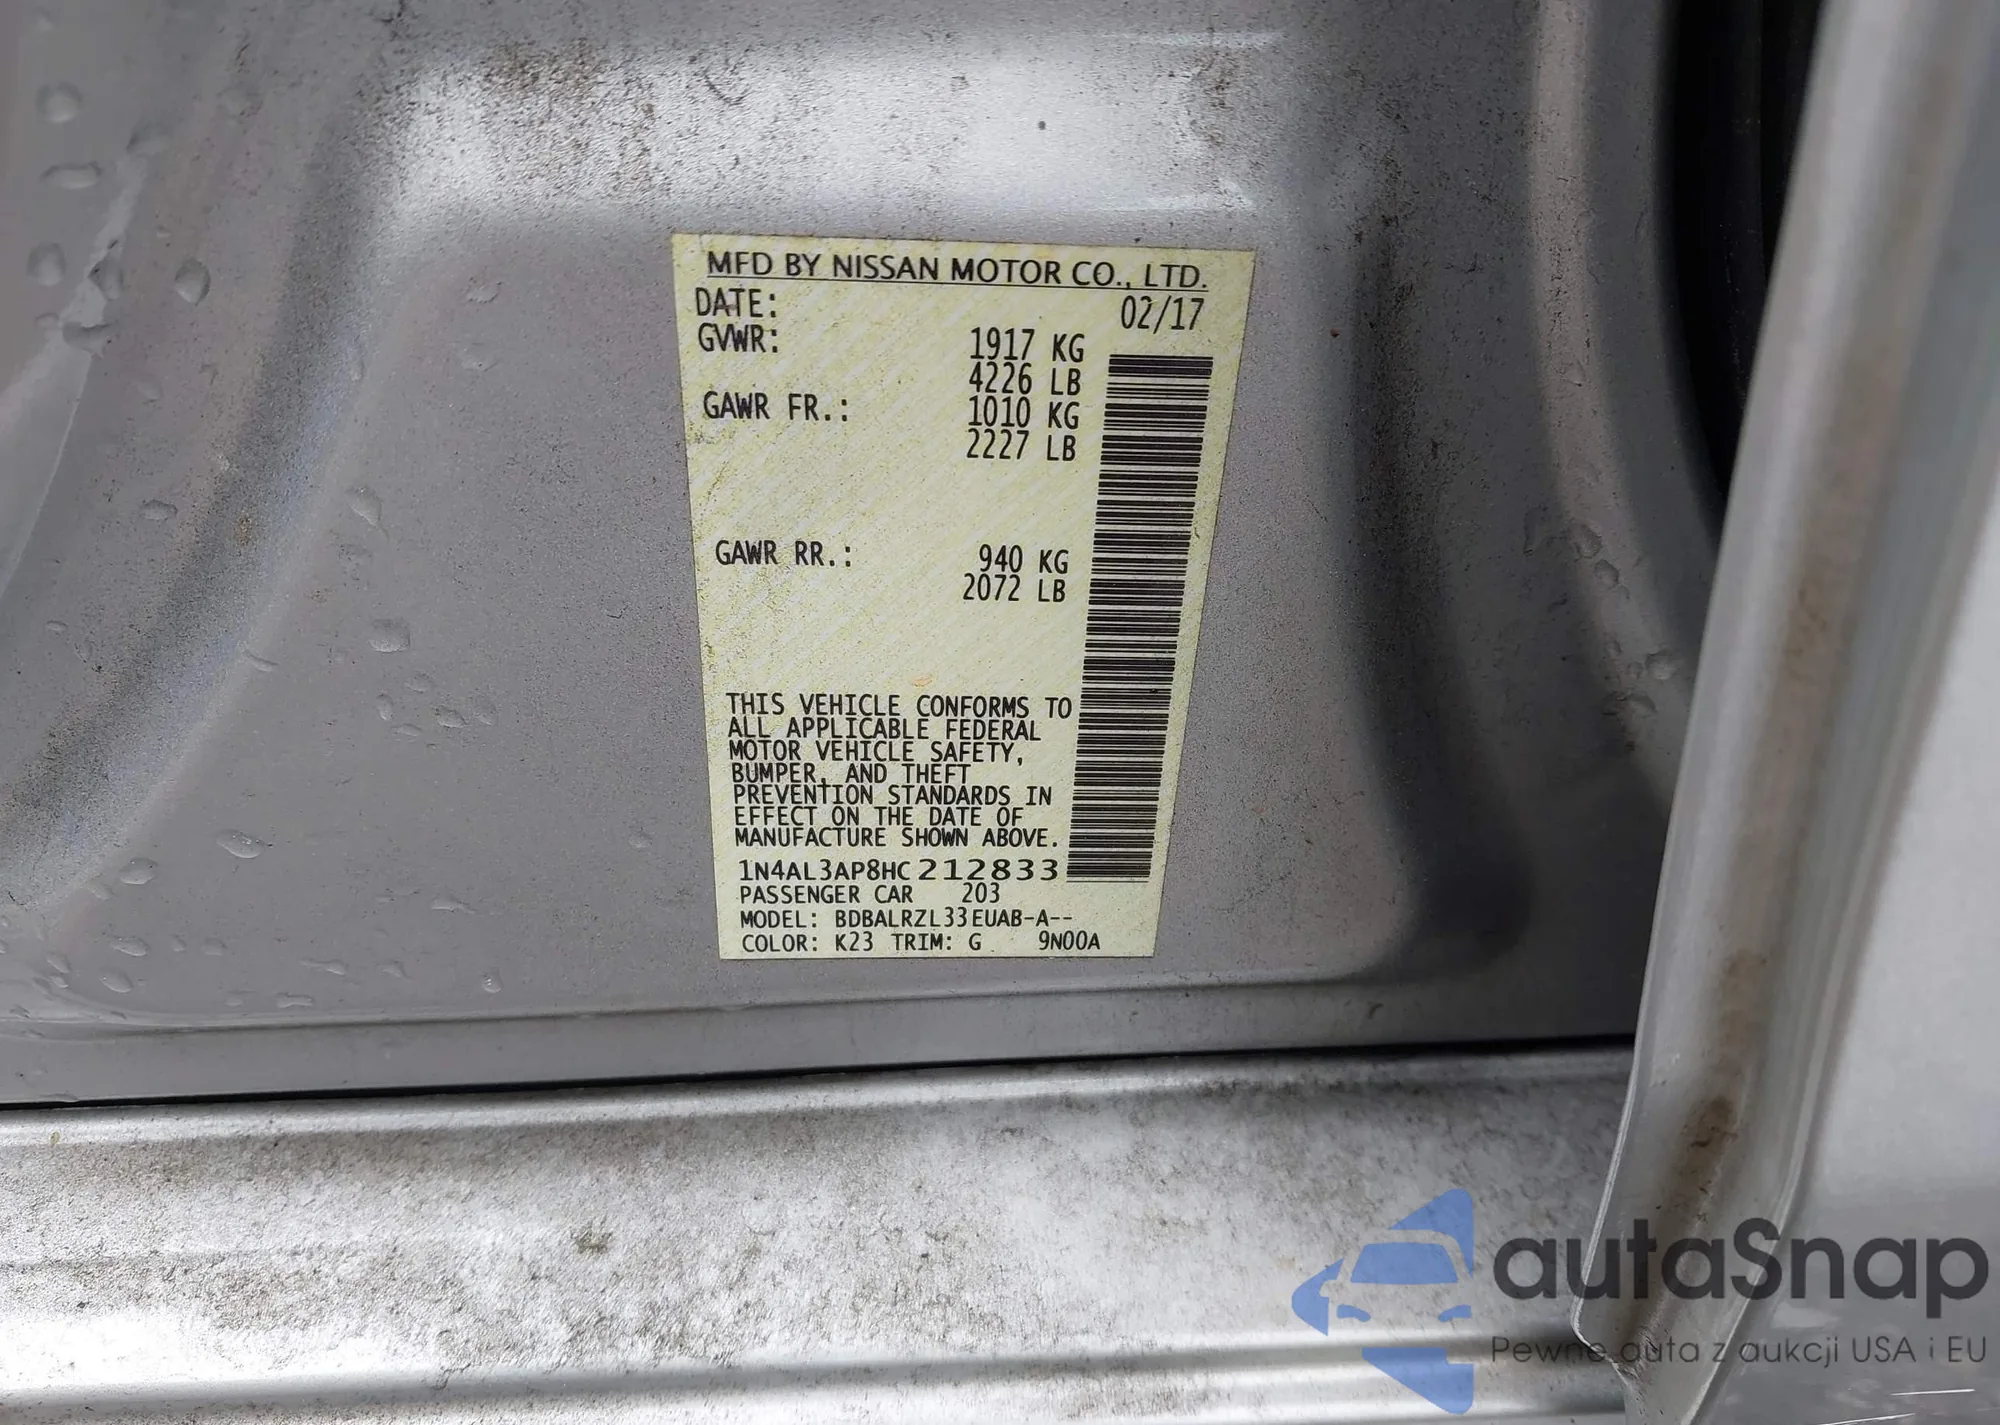 MFD BY NISSAN MOTOR CO., LTD.
DATE: 02/17
GVWR: 1917 KG
4226 LB
GAWR FR.: 1010 KG
2227 LB
GAWR RR.: 940 KG
2072 LB
THIS VEHICLE CONFORMS TO
ALL APPLICABLE FEDERAL
MOTOR VEHICLE SAFETY,
BUMPER, AND THEFT
PREVENTION STANDARDS IN
EFFECT ON THE DATE OF
MANUFACTURE SHOWN ABOVE.
1N4AL3AP8HC212833
PASSENGER CAR 203
MODEL: BDBALRZL33EUAB-A--
COLOR: K23 TRIM: G 9N00A
autaSnap
Pewne auta z aukcji USA i EU